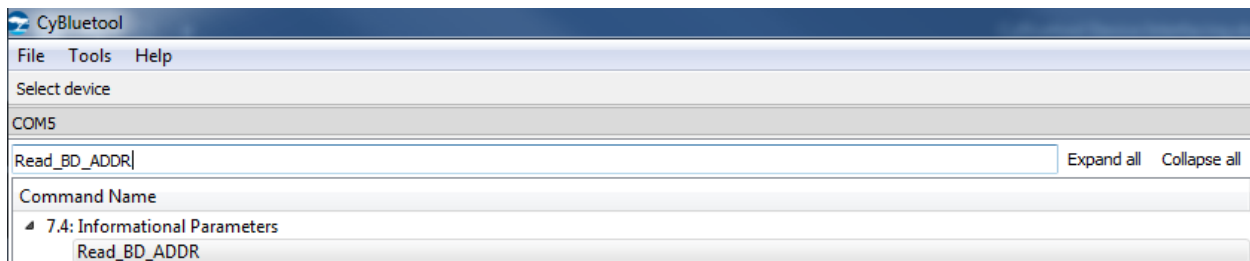 CyBluetool
File Tools Help
Select device
COM5
Read_BD_ADDR Expand all Collapse all
Command Name
7.4: Informational Parameters
Read_BD_ADDR